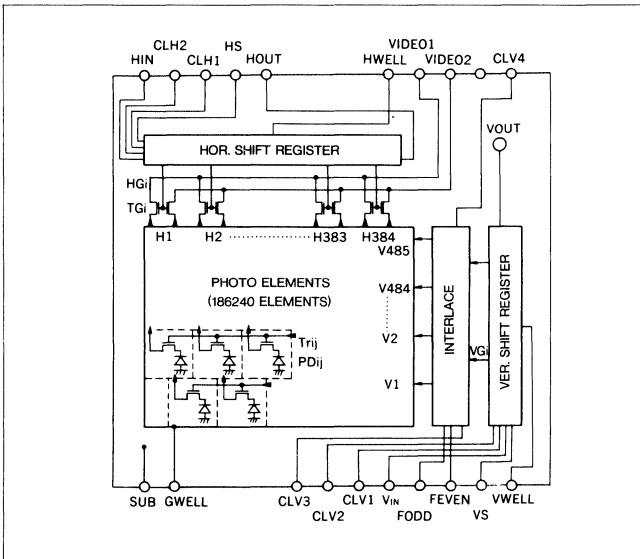 CLH2 HS VIDEO1 CLV4
HIN CLH1 HOUT HWELL VIDEO2
VOUT
HOR. SHIFT REGISTER
HGi
TGi
H1 H2 H383 H384
V485
PHOTO ELEMENTS
(186240 ELEMENTS)
V484
V2
V1
Trij
PDij
INTERLACE
VGi
VER. SHIFT REGISTER
SUB GWELL CLV3 CLV1 VIN FEVEN VWELL
CLV2 FODD VS